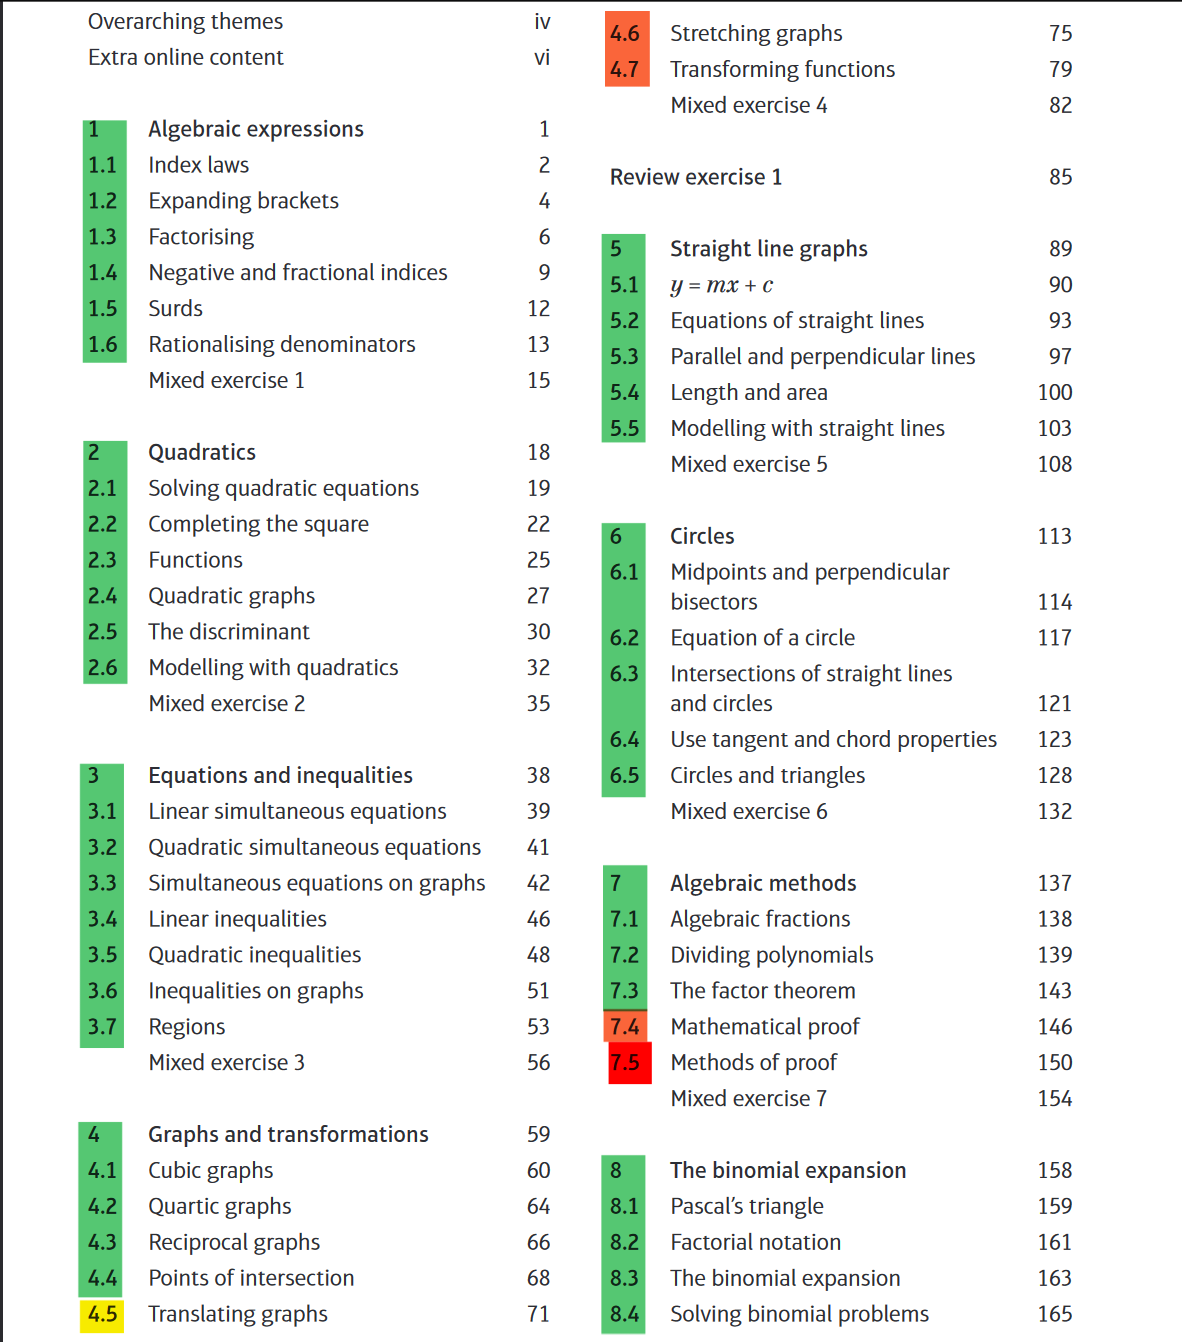 Overarching themes iv
Extra online content vi
1 Algebraic expressions 1
1.1 Index laws 2
1.2 Expanding brackets 4
1.3 Factorising 6
1.4 Negative and fractional indices 9
1.5 Surds 12
1.6 Rationalising denominators 13
Mixed exercise 1 15
2 Quadratics 18
2.1 Solving quadratic equations 19
2.2 Completing the square 22
2.3 Functions 25
2.4 Quadratic graphs 27
2.5 The discriminant 30
2.6 Modelling with quadratics 32
Mixed exercise 2 35
3 Equations and inequalities 38
3.1 Linear simultaneous equations 39
3.2 Quadratic simultaneous equations 41
3.3 Simultaneous equations on graphs 42
3.4 Linear inequalities 46
3.5 Quadratic inequalities 48
3.6 Inequalities on graphs 51
3.7 Regions 53
Mixed exercise 3 56
4 Graphs and transformations 59
4.1 Cubic graphs 60
4.2 Quartic graphs 64
4.3 Reciprocal graphs 66
4.4 Points of intersection 68
4.5 Translating graphs 71
4.6 Stretching graphs 75
4.7 Transforming functions 79
Mixed exercise 4 82
Review exercise 1 85
5 Straight line graphs 89
5.1 y = mx + c 90
5.2 Equations of straight lines 93
5.3 Parallel and perpendicular lines 97
5.4 Length and area 100
5.5 Modelling with straight lines 103
Mixed exercise 5 108
6 Circles 113
6.1 Midpoints and perpendicular
bisectors 114
6.2 Equation of a circle 117
6.3 Intersections of straight lines
and circles 121
6.4 Use tangent and chord properties 123
6.5 Circles and triangles 128
Mixed exercise 6 132
7 Algebraic methods 137
7.1 Algebraic fractions 138
7.2 Dividing polynomials 139
7.3 The factor theorem 143
7.4 Mathematical proof 146
7.5 Methods of proof 150
Mixed exercise 7 154
8 The binomial expansion 158
8.1 Pascal's triangle 159
8.2 Factorial notation 161
8.3 The binomial expansion 163
8.4 Solving binomial problems 165